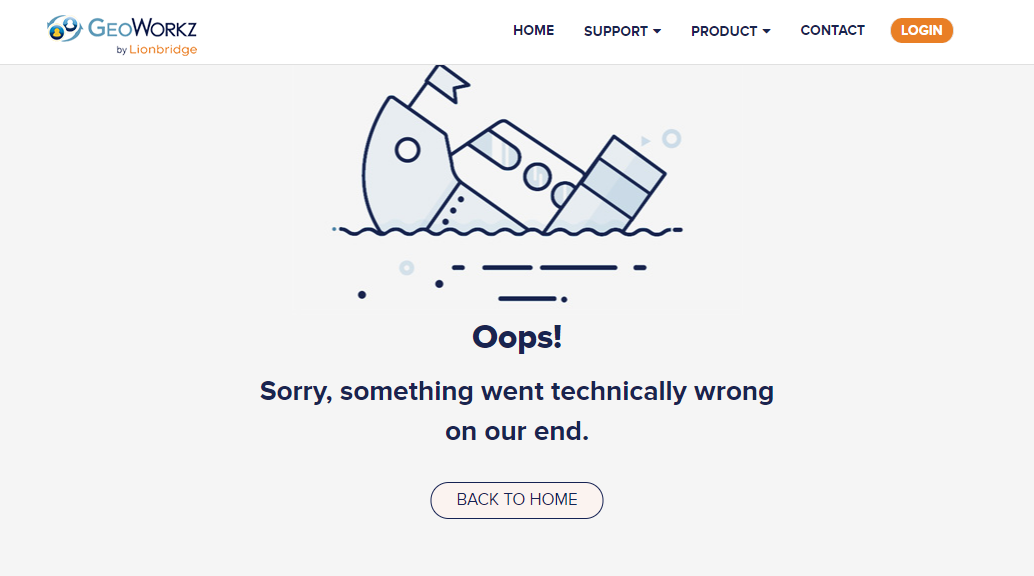 GEOWORKZ
by Lionbridge
HOME SUPPORT PRODUCT CONTACT LOGIN
Oops!
Sorry, something went technically wrong
on our end.
BACK TO HOME